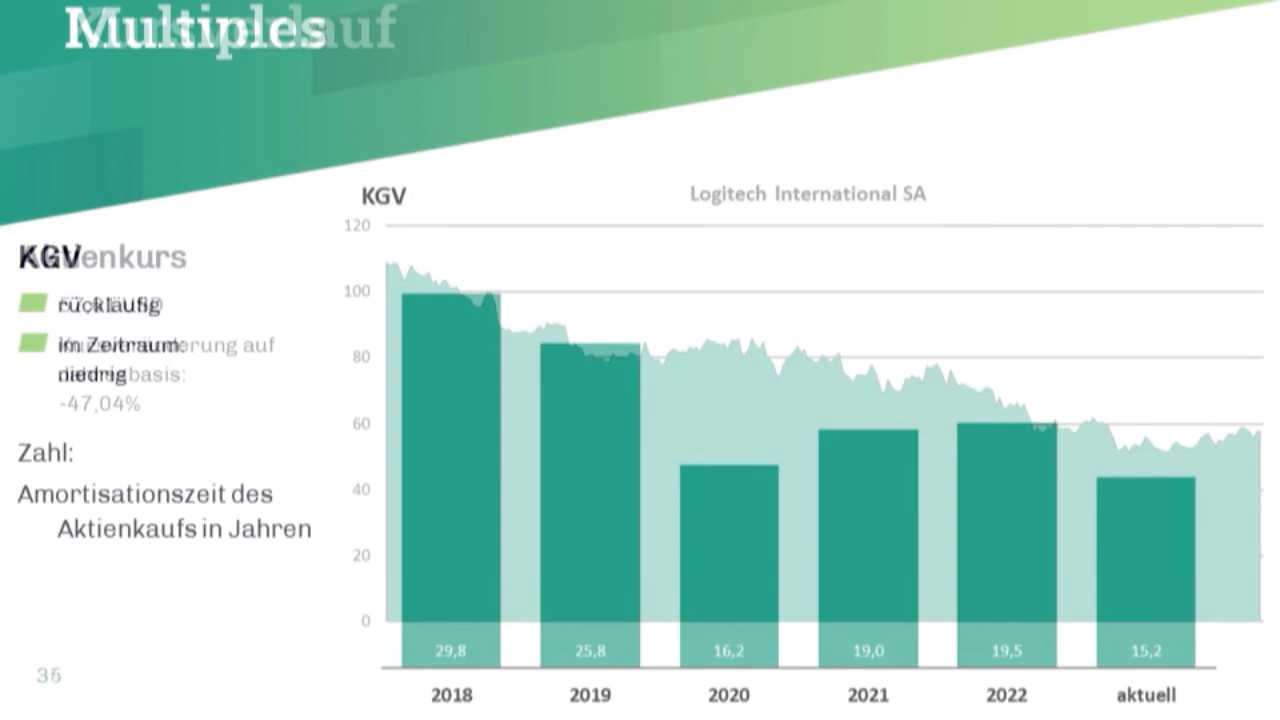 Multiples
KGV
Logitech International SA
120
100
80
60
40
20
0
KGV
rückläufig
im Zeitraum:
niedrig
-47,04%
Zahl:
Amortisationszeit des
Aktienkaufs in Jahren
29,8 25,8 16,2 19,0 19,5 15,2
2018 2019 2020 2021 2022 aktuell